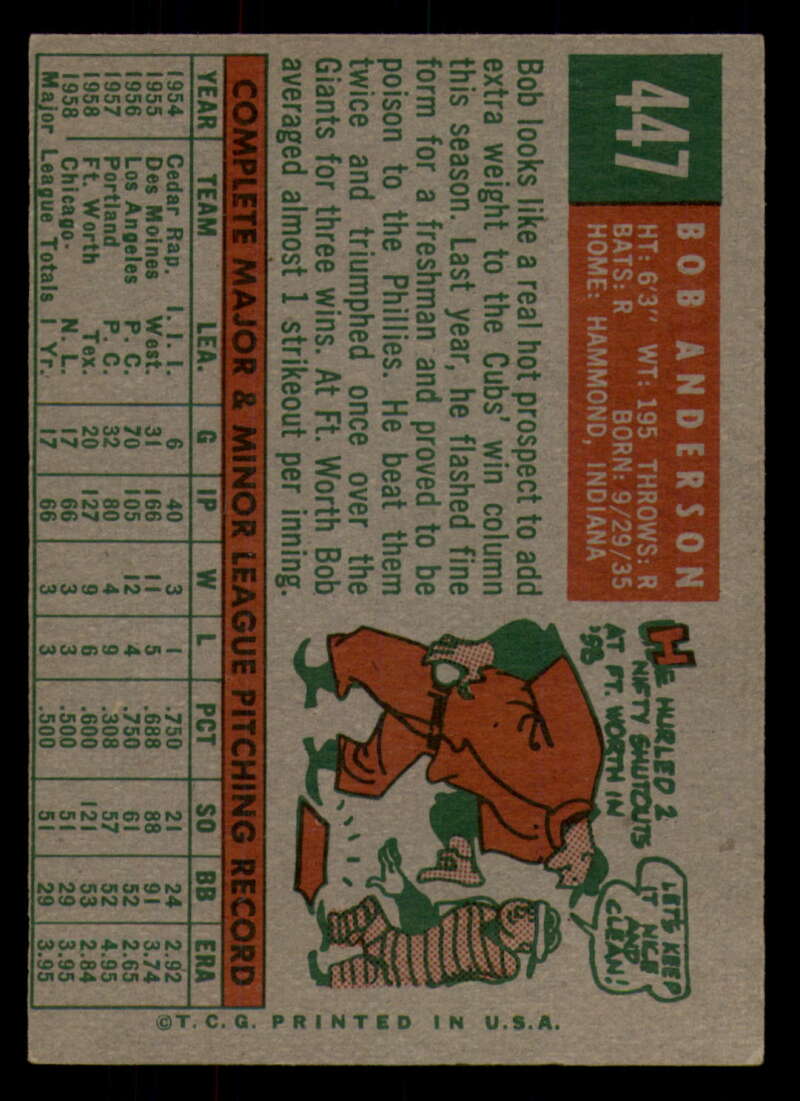 447
BOB ANDERSON
HT: 6'3" WT: 195 THROWS: R
BATS: R BORN: 9/29/35
HOME: HAMMOND, INDIANA
Bob looks like a real hot prospect to add
extra weight to the Cubs' win column
this season. Last year, he flashed fine
form for a freshman and proved to be
poison to the Phillies. He beat them
twice and triumphed once over the
Giants for three wins. At Ft. Worth Bob
averaged almost 1 strikeout per inning.
HE HURLED 2
NIFTY SHUTOUTS
AT FT. WORTH IN
'58
LET'S KEEP
IT NICE
AND
CLEAN!
COMPLETE MAJOR & MINOR LEAGUE PITCHING RECORD
YEAR TEAM LEA. G IP W L PCT SO BB ERA
1954 Cedar Rap. I. I. I. 6 40 3 1 .750 21 24 2.92
1955 Des Moines West. 31 166 11 5 .688 88 91 3.74
1956 Los Angeles P. C. 70 105 12 4 .750 61 52 2.65
1957 Portland P. C. 32 80 4 9 .308 57 52 4.95
1958 Ft. Worth Tex. 20 127 9 6 .600 121 53 2.84
1958 Chicago N. L. 17 66 3 3 .500 51 29 3.95
Major League Totals 1 Yr. 17 66 3 3 .500 51 29 3.95
©T.C.G. PRINTED IN U.S.A.